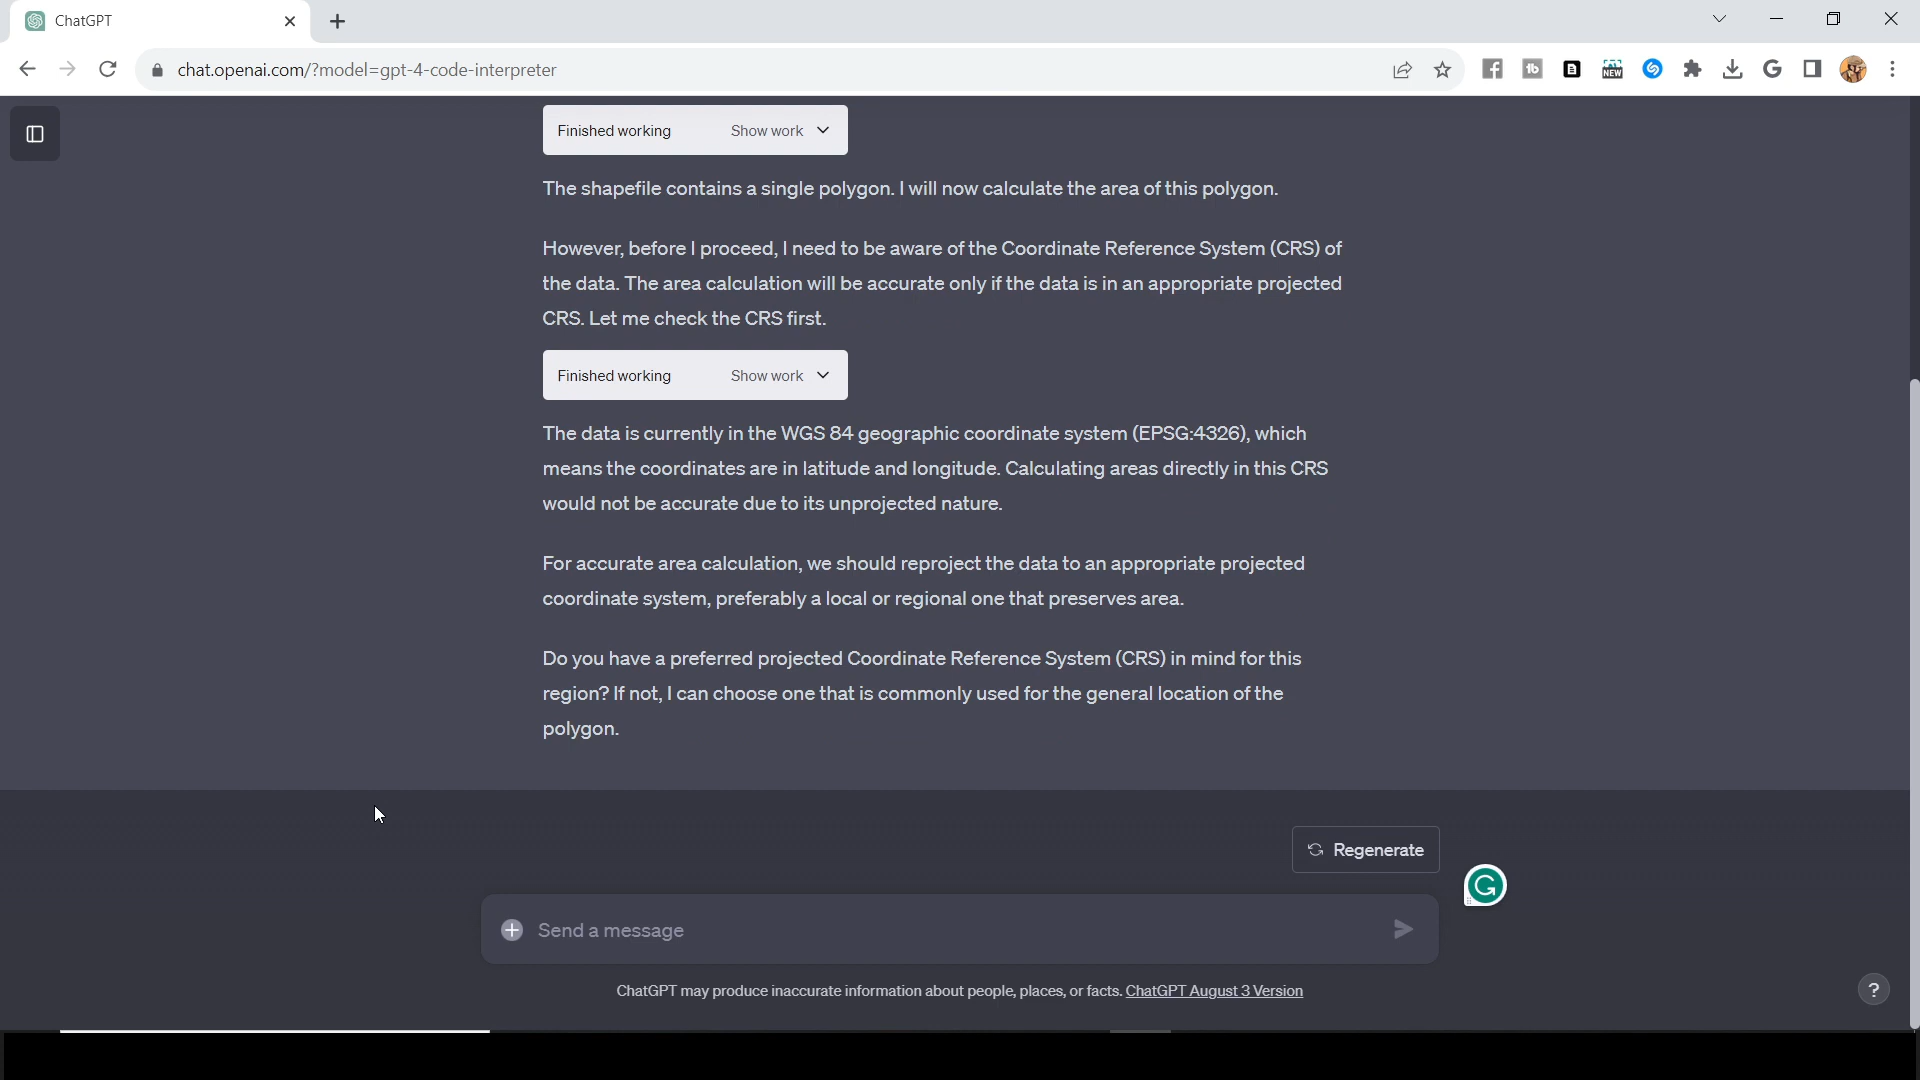 ChatGPT
chat.openai.com/?model=gpt-4-code-interpreter
tb
NEW
G
Finished working Show work
The shapefile contains a single polygon. I will now calculate the area of this polygon.
However, before I proceed, I need to be aware of the Coordinate Reference System (CRS) of
the data. The area calculation will be accurate only if the data is in an appropriate projected
CRS. Let me check the CRS first.
Finished working Show work
The data is currently in the WGS 84 geographic coordinate system (EPSG:4326), which
means the coordinates are in latitude and longitude. Calculating areas directly in this CRS
would not be accurate due to its unprojected nature.
For accurate area calculation, we should reproject the data to an appropriate projected
coordinate system, preferably a local or regional one that preserves area.
Do you have a preferred projected Coordinate Reference System (CRS) in mind for this
region? If not, I can choose one that is commonly used for the general location of the
polygon.
Regenerate
Send a message
ChatGPT may produce inaccurate information about people, places, or facts. ChatGPT August 3 Version
?